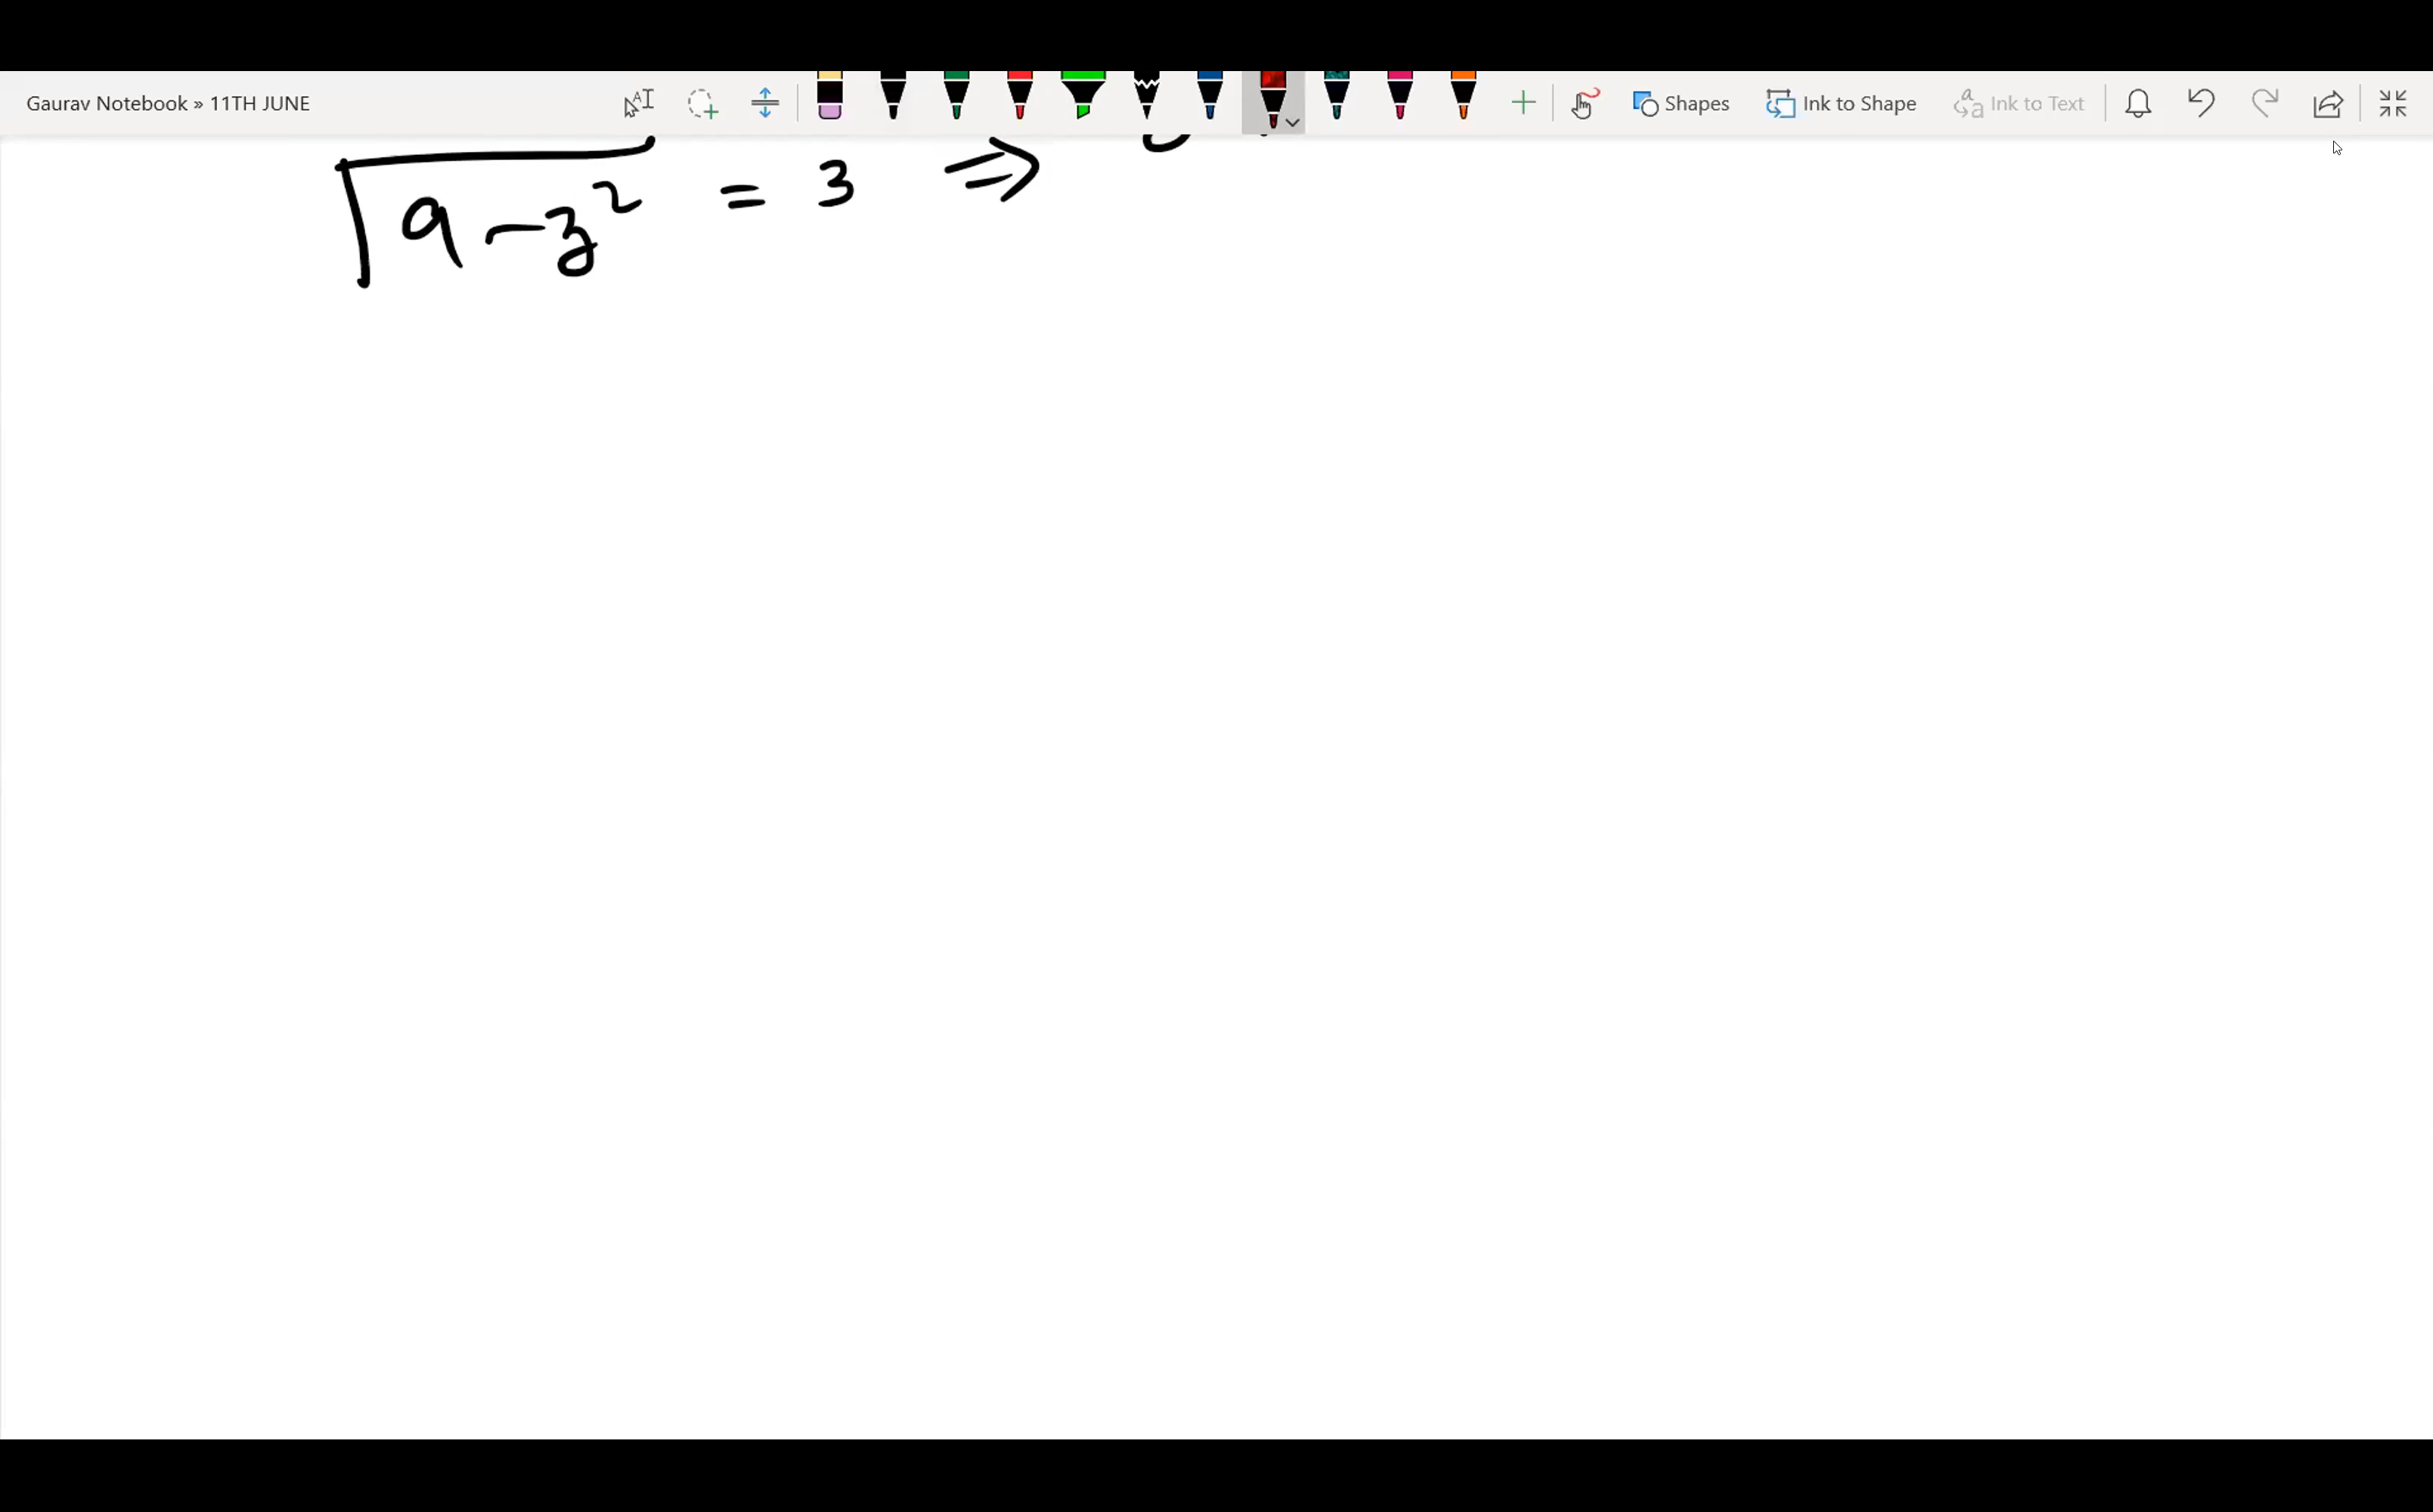 Gaurav Notebook » 11TH JUNE Shapes Ink to Shape Ink to Text
√9-z² = 3 ⇒